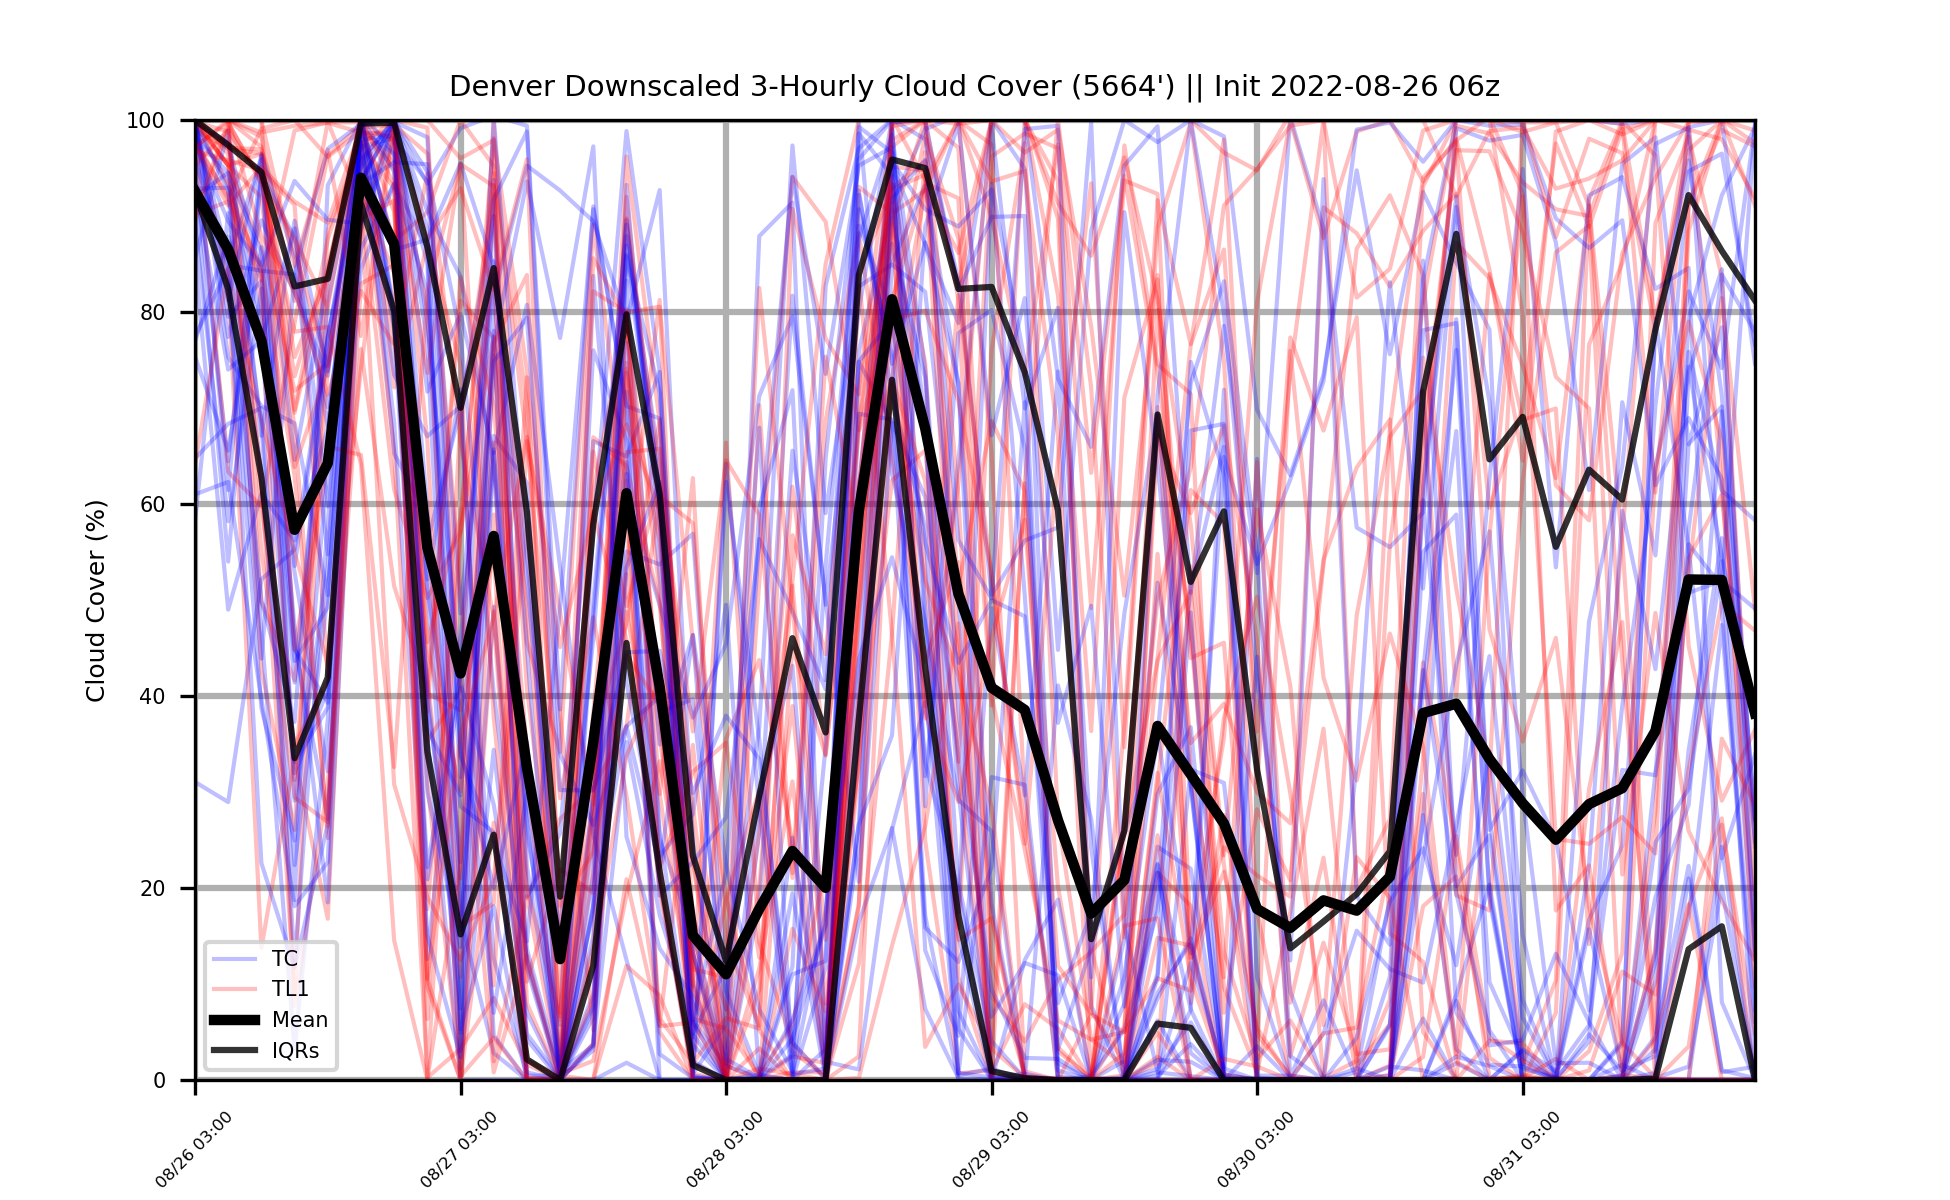 Denver Downscaled 3-Hourly Cloud Cover (5664') || Init 2022-08-26 06z
Cloud Cover (%)
100
80
60
40
20
0
TC
TL1
Mean
IQRs
08/26 03:00
08/27 03:00
08/28 03:00
08/29 03:00
08/30 03:00
08/31 03:00